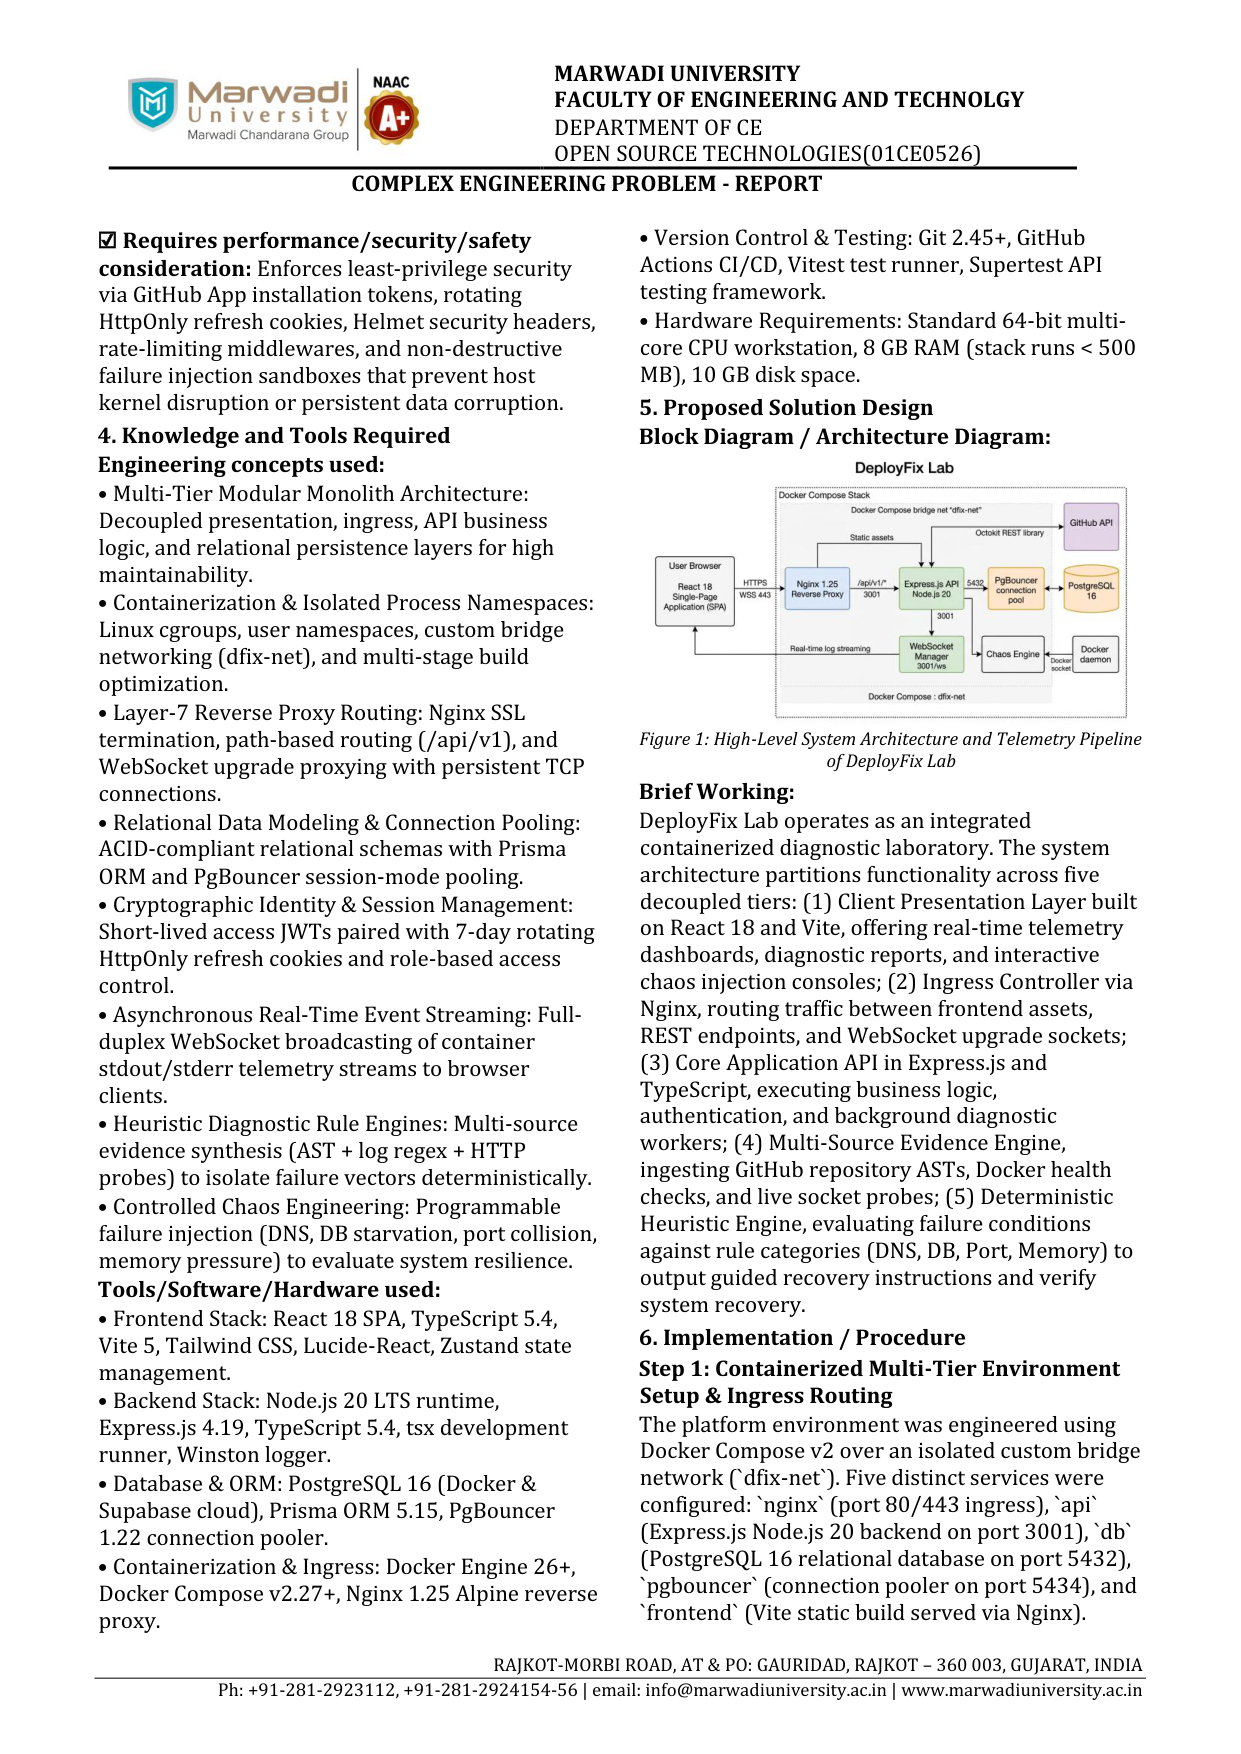 Marwadi
University
Marwadi Chandarana Group
NAAC
A+
MARWADI UNIVERSITY
FACULTY OF ENGINEERING AND TECHNOLGY
DEPARTMENT OF CE
OPEN SOURCE TECHNOLOGIES(01CE0526)
COMPLEX ENGINEERING PROBLEM - REPORT
☑ Requires performance/security/safety
consideration: Enforces least-privilege security
via GitHub App installation tokens, rotating
HttpOnly refresh cookies, Helmet security headers,
rate-limiting middlewares, and non-destructive
failure injection sandboxes that prevent host
kernel disruption or persistent data corruption.
4. Knowledge and Tools Required
Engineering concepts used:
• Multi-Tier Modular Monolith Architecture:
Decoupled presentation, ingress, API business
logic, and relational persistence layers for high
maintainability.
• Containerization & Isolated Process Namespaces:
Linux cgroups, user namespaces, custom bridge
networking (dfix-net), and multi-stage build
optimization.
• Layer-7 Reverse Proxy Routing: Nginx SSL
termination, path-based routing (/api/v1), and
WebSocket upgrade proxying with persistent TCP
connections.
• Relational Data Modeling & Connection Pooling:
ACID-compliant relational schemas with Prisma
ORM and PgBouncer session-mode pooling.
• Cryptographic Identity & Session Management:
Short-lived access JWTs paired with 7-day rotating
HttpOnly refresh cookies and role-based access
control.
• Asynchronous Real-Time Event Streaming: Full-
duplex WebSocket broadcasting of container
stdout/stderr telemetry streams to browser
clients.
• Heuristic Diagnostic Rule Engines: Multi-source
evidence synthesis (AST + log regex + HTTP
probes) to isolate failure vectors deterministically.
• Controlled Chaos Engineering: Programmable
failure injection (DNS, DB starvation, port collision,
memory pressure) to evaluate system resilience.
Tools/Software/Hardware used:
• Frontend Stack: React 18 SPA, TypeScript 5.4,
Vite 5, Tailwind CSS, Lucide-React, Zustand state
management.
• Backend Stack: Node.js 20 LTS runtime,
Express.js 4.19, TypeScript 5.4, tsx development
runner, Winston logger.
• Database & ORM: PostgreSQL 16 (Docker &
Supabase cloud), Prisma ORM 5.15, PgBouncer
1.22 connection pooler.
• Containerization & Ingress: Docker Engine 26+,
Docker Compose v2.27+, Nginx 1.25 Alpine reverse
proxy.
• Version Control & Testing: Git 2.45+, GitHub
Actions CI/CD, Vitest test runner, Supertest API
testing framework.
• Hardware Requirements: Standard 64-bit multi-
core CPU workstation, 8 GB RAM (stack runs < 500
MB), 10 GB disk space.
5. Proposed Solution Design
Block Diagram / Architecture Diagram:
DeployFix Lab
Docker Compose Stack
Docker Compose bridge net "dfix-net"
GitHub API
Octokit REST library
Static assets
User Browser
React 18
Single-Page
Application (SPA)
HTTPS
WSS 443
Nginx 1.25
Reverse Proxy
/api/v1/*
3001
Express.js API
Node.js 20
5432
PgBouncer
connection
pool
PostgreSQL
16
3001
Real-time log streaming
WebSocket
Manager
3001/ws
Chaos Engine
Docker
socket
Docker
daemon
Docker Compose : dfix-net
Figure 1: High-Level System Architecture and Telemetry Pipeline
of DeployFix Lab
Brief Working:
DeployFix Lab operates as an integrated
containerized diagnostic laboratory. The system
architecture partitions functionality across five
decoupled tiers: (1) Client Presentation Layer built
on React 18 and Vite, offering real-time telemetry
dashboards, diagnostic reports, and interactive
chaos injection consoles; (2) Ingress Controller via
Nginx, routing traffic between frontend assets,
REST endpoints, and WebSocket upgrade sockets;
(3) Core Application API in Express.js and
TypeScript, executing business logic,
authentication, and background diagnostic
workers; (4) Multi-Source Evidence Engine,
ingesting GitHub repository ASTs, Docker health
checks, and live socket probes; (5) Deterministic
Heuristic Engine, evaluating failure conditions
against rule categories (DNS, DB, Port, Memory) to
output guided recovery instructions and verify
system recovery.
6. Implementation / Procedure
Step 1: Containerized Multi-Tier Environment
Setup & Ingress Routing
The platform environment was engineered using
Docker Compose v2 over an isolated custom bridge
network (`dfix-net`). Five distinct services were
configured: `nginx` (port 80/443 ingress), `api`
(Express.js Node.js 20 backend on port 3001), `db`
(PostgreSQL 16 relational database on port 5432),
`pgbouncer` (connection pooler on port 5434), and
`frontend` (Vite static build served via Nginx).
RAJKOT-MORBI ROAD, AT & PO: GAURIDAD, RAJKOT – 360 003, GUJARAT, INDIA
Ph: +91-281-2923112, +91-281-2924154-56 | email: info@marwadiuniversity.ac.in | www.marwadiuniversity.ac.in